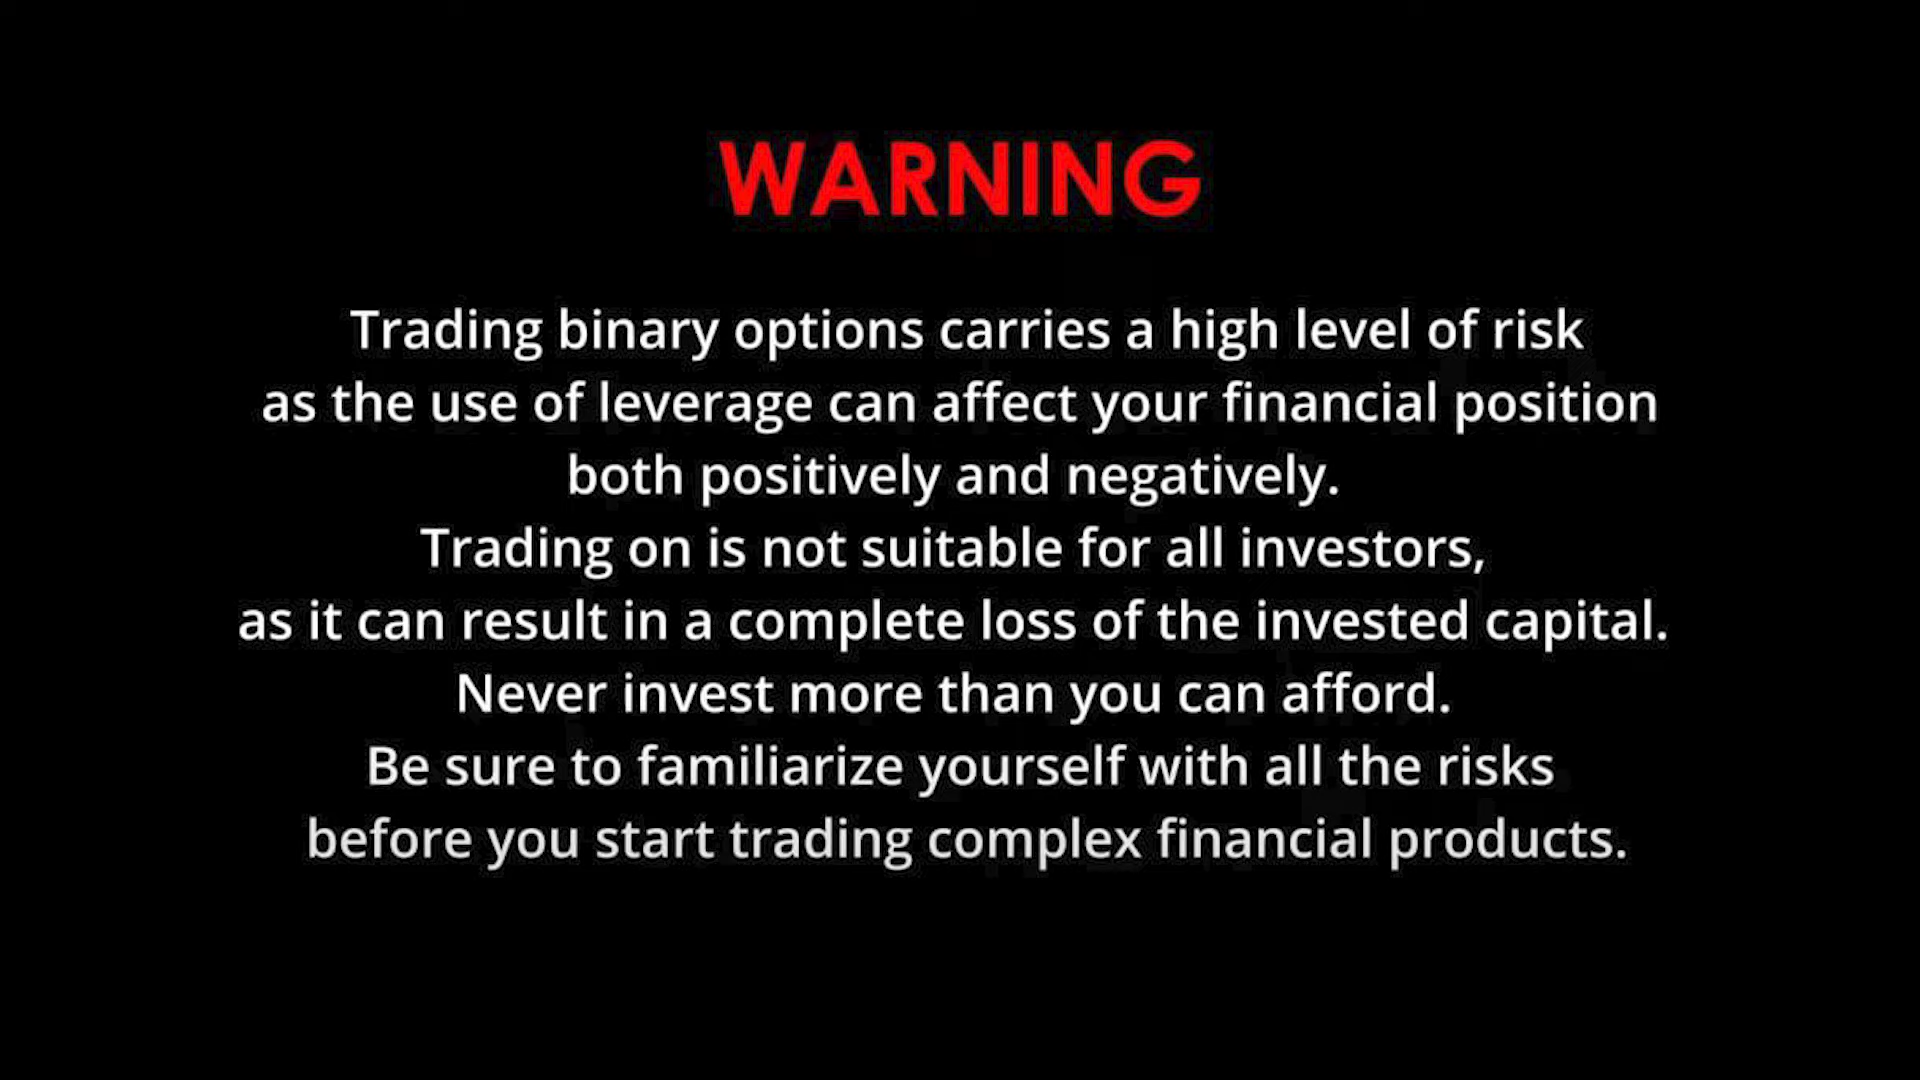 WARNING
Trading binary options carries a high level of risk
as the use of leverage can affect your financial position
both positively and negatively.
Trading on is not suitable for all investors,
as it can result in a complete loss of the invested capital.
Never invest more than you can afford.
Be sure to familiarize yourself with all the risks
before you start trading complex financial products.